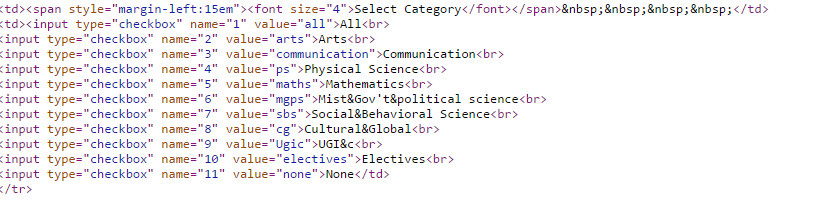 <td><span style="margin-left:15em"><font size="4">Select Category</font></span>&nbsp;&nbsp;&nbsp;&nbsp;</td>
<td><input type="checkbox" name="1" value="all">All<br>
<input type="checkbox" name="2" value="arts">Arts<br>
<input type="checkbox" name="3" value="communication">Communication<br>
<input type="checkbox" name="4" value="ps">Physical Science<br>
<input type="checkbox" name="5" value="maths">Mathematics<br>
<input type="checkbox" name="6" value="mgps">Mist&Gov't&political science<br>
<input type="checkbox" name="7" value="sbs">Social&Behavioral Science<br>
<input type="checkbox" name="8" value="cg">Cultural&Global<br>
<input type="checkbox" name="9" value="Ugic">UGI&c<br>
<input type="checkbox" name="10" value="electives">Electives<br>
<input type="checkbox" name="11" value="none">None</td>
</tr>